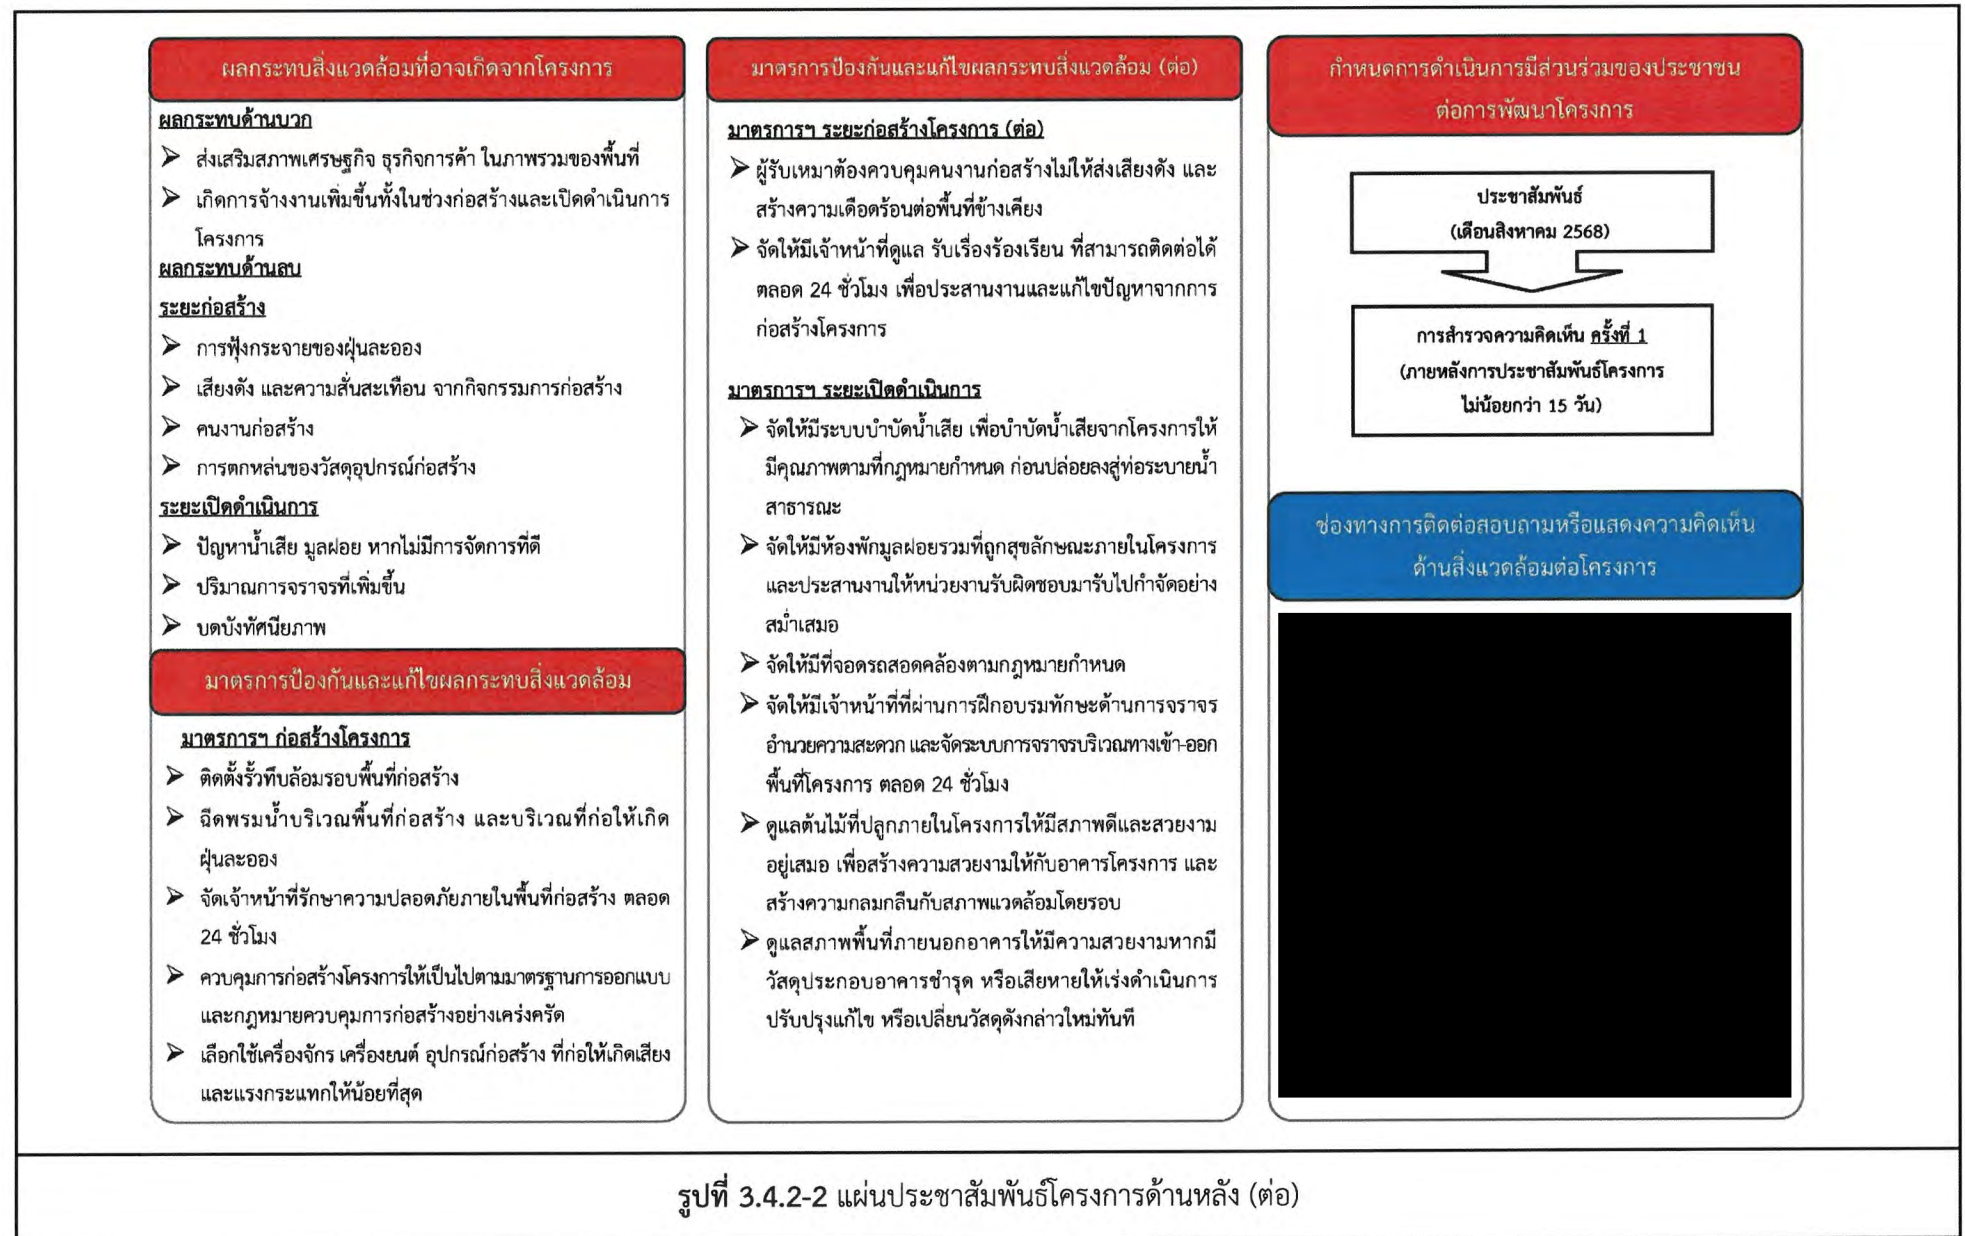 ผลกระทบสิ่งแวดล้อมที่อาจเกิดจากโครงการ
ผลกระทบด้านบวก
➢ ส่งเสริมสภาพเศรษฐกิจ ธุรกิจการค้า ในภาพรวมของพื้นที่
➢ เกิดการจ้างงานเพิ่มขึ้นทั้งในช่วงก่อสร้างและเปิดดำเนินการ
โครงการ
ผลกระทบด้านลบ
ระยะก่อสร้าง
➢ การฟุ้งกระจายของฝุ่นละออง
➢ เสียงดัง และความสั่นสะเทือน จากกิจกรรมการก่อสร้าง
➢ คนงานก่อสร้าง
➢ การตกหล่นของวัสดุอุปกรณ์ก่อสร้าง
ระยะเปิดดำเนินการ
➢ ปัญหาน้ำเสีย มูลฝอย หากไม่มีการจัดการที่ดี
➢ ปริมาณการจราจรที่เพิ่มขึ้น
➢ บดบังทัศนียภาพ
มาตรการป้องกันและแก้ไขผลกระทบสิ่งแวดล้อม
มาตรการฯ ก่อสร้างโครงการ
➢ ติดตั้งรั้วทึบล้อมรอบพื้นที่ก่อสร้าง
➢ ฉีดพรมน้ำบริเวณพื้นที่ก่อสร้าง และบริเวณที่ก่อให้เกิด
ฝุ่นละออง
➢ จัดเจ้าหน้าที่รักษาความปลอดภัยภายในพื้นที่ก่อสร้าง ตลอด
24 ชั่วโมง
➢ ควบคุมการก่อสร้างโครงการให้เป็นไปตามมาตรฐานการออกแบบ
และกฎหมายควบคุมการก่อสร้างอย่างเคร่งครัด
➢ เลือกใช้เครื่องจักร เครื่องยนต์ อุปกรณ์ก่อสร้าง ที่ก่อให้เกิดเสียง
และแรงกระแทกให้น้อยที่สุด
มาตรการป้องกันและแก้ไขผลกระทบสิ่งแวดล้อม (ต่อ)
มาตรการฯ ระยะก่อสร้างโครงการ (ต่อ)
➢ ผู้รับเหมาต้องควบคุมคนงานก่อสร้างไม่ให้ส่งเสียงดัง และ
สร้างความเดือดร้อนต่อพื้นที่ข้างเคียง
➢ จัดให้มีเจ้าหน้าที่ดูแล รับเรื่องร้องเรียน ที่สามารถติดต่อได้
ตลอด 24 ชั่วโมง เพื่อประสานงานและแก้ไขปัญหาจากการ
ก่อสร้างโครงการ
มาตรการฯ ระยะเปิดดำเนินการ
➢ จัดให้มีระบบบำบัดน้ำเสีย เพื่อบำบัดน้ำเสียจากโครงการให้
มีคุณภาพตามที่กฎหมายกำหนด ก่อนปล่อยลงสู่ท่อระบายน้ำ
สาธารณะ
➢ จัดให้มีห้องพักมูลฝอยรวมที่ถูกสุขลักษณะภายในโครงการ
และประสานงานให้หน่วยงานรับผิดชอบมารับไปกำจัดอย่าง
สม่ำเสมอ
➢ จัดให้มีที่จอดรถสอดคล้องตามกฎหมายกำหนด
➢ จัดให้มีเจ้าหน้าที่ที่ผ่านการฝึกอบรมทักษะด้านการจราจร
อำนวยความสะดวก และจัดระบบการจราจรบริเวณทางเข้า-ออก
พื้นที่โครงการ ตลอด 24 ชั่วโมง
➢ ดูแลต้นไม้ที่ปลูกภายในโครงการให้มีสภาพดีและสวยงาม
อยู่เสมอ เพื่อสร้างความสวยงามให้กับอาคารโครงการ และ
สร้างความกลมกลืนกับสภาพแวดล้อมโดยรอบ
➢ ดูแลสภาพพื้นที่ภายนอกอาคารให้มีความสวยงามหากมี
วัสดุประกอบอาคารชำรุด หรือเสียหายให้เร่งดำเนินการ
ปรับปรุงแก้ไข หรือเปลี่ยนวัสดุดังกล่าวใหม่ทันที
กำหนดการดำเนินการมีส่วนร่วมของประชาชน
ต่อการพัฒนาโครงการ
ประชาสัมพันธ์
(เดือนสิงหาคม 2568)
การสำรวจความคิดเห็น ครั้งที่ 1
(ภายหลังการประชาสัมพันธ์โครงการ
ไม่น้อยกว่า 15 วัน)
ช่องทางการติดต่อสอบถามหรือแสดงความคิดเห็น
ด้านสิ่งแวดล้อมต่อโครงการ
รูปที่ 3.4.2-2 แผ่นประชาสัมพันธ์โครงการด้านหลัง (ต่อ)